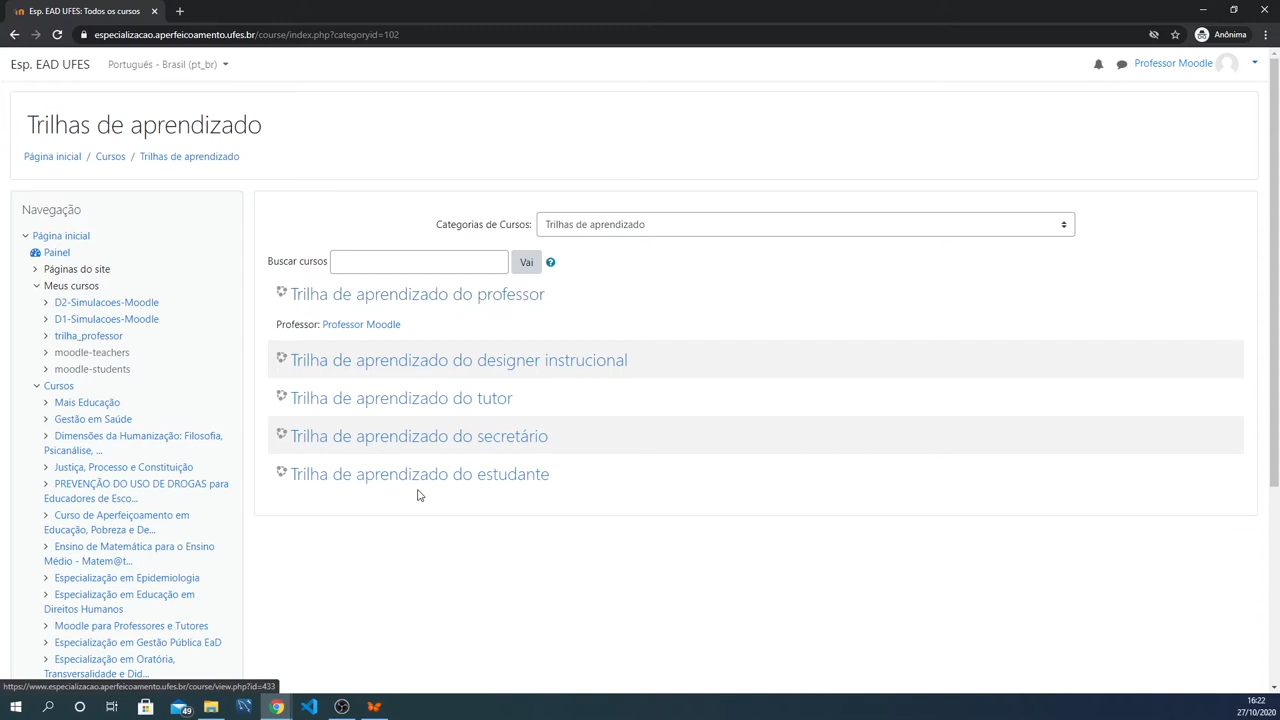 Esp. EAD UFES: Todos os cursos
especializacao.aperfeicoamento.ufes.br/course/index.php?categoryid=102
Anônima
Esp. EAD UFES
Português - Brasil (pt_br)
Professor Moodle
Trilhas de aprendizado
Página inicial / Cursos / Trilhas de aprendizado
Navegação
Página inicial
Painel
Páginas do site
Meus cursos
D2-Simulacoes-Moodle
D1-Simulacoes-Moodle
trilha_professor
moodle-teachers
moodle-students
Cursos
Mais Educação
Gestão em Saúde
Dimensões da Humanização: Filosofia,
Psicanálise, ...
Justiça, Processo e Constituição
PREVENÇÃO DO USO DE DROGAS para
Educadores de Esco...
Curso de Aperfeiçoamento em
Educação, Pobreza e De...
Ensino de Matemática para o Ensino
Médio - Matem@t...
Especialização em Epidemiologia
Especialização em Educação em
Direitos Humanos
Moodle para Professores e Tutores
Especialização em Gestão Pública EaD
Especialização em Oratória,
Transversalidade e Did...
Categorias de Cursos: Trilhas de aprendizado
Buscar cursos Vai
Trilha de aprendizado do professor
Professor: Professor Moodle
Trilha de aprendizado do designer instrucional
Trilha de aprendizado do tutor
Trilha de aprendizado do secretário
Trilha de aprendizado do estudante
https://www.especializacao.aperfeicoamento.ufes.br/course/view.php?id=433
49
16:22
27/10/2020